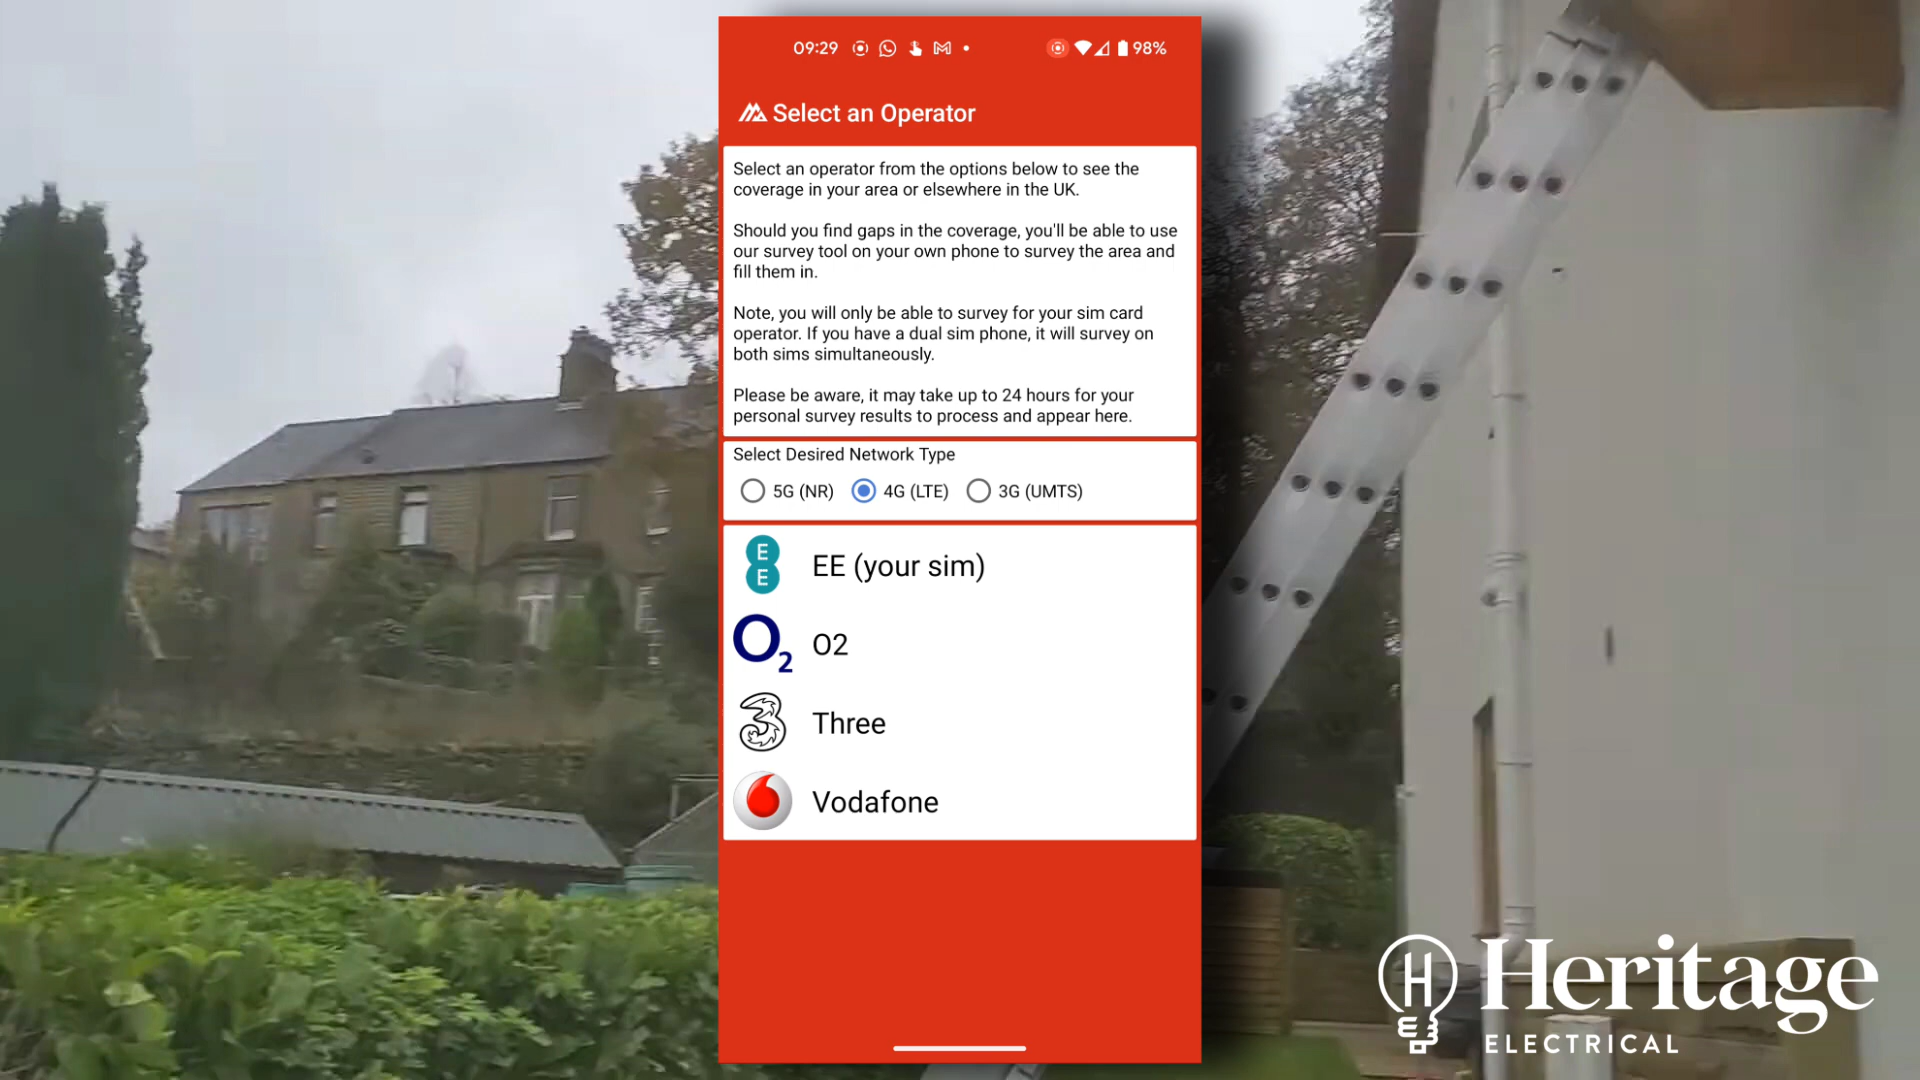 09:29
98%
Select an Operator
Select an operator from the options below to see the
coverage in your area or elsewhere in the UK.
Should you find gaps in the coverage, you'll be able to use
our survey tool on your own phone to survey the area and
fill them in.
Note, you will only be able to survey for your sim card
operator. If you have a dual sim phone, it will survey on
both sims simultaneously.
Please be aware, it may take up to 24 hours for your
personal survey results to process and appear here.
Select Desired Network Type
5G (NR)
4G (LTE)
3G (UMTS)
E
E
EE (your sim)
O2
O2
3
Three
Vodafone
H
Heritage
ELECTRICAL